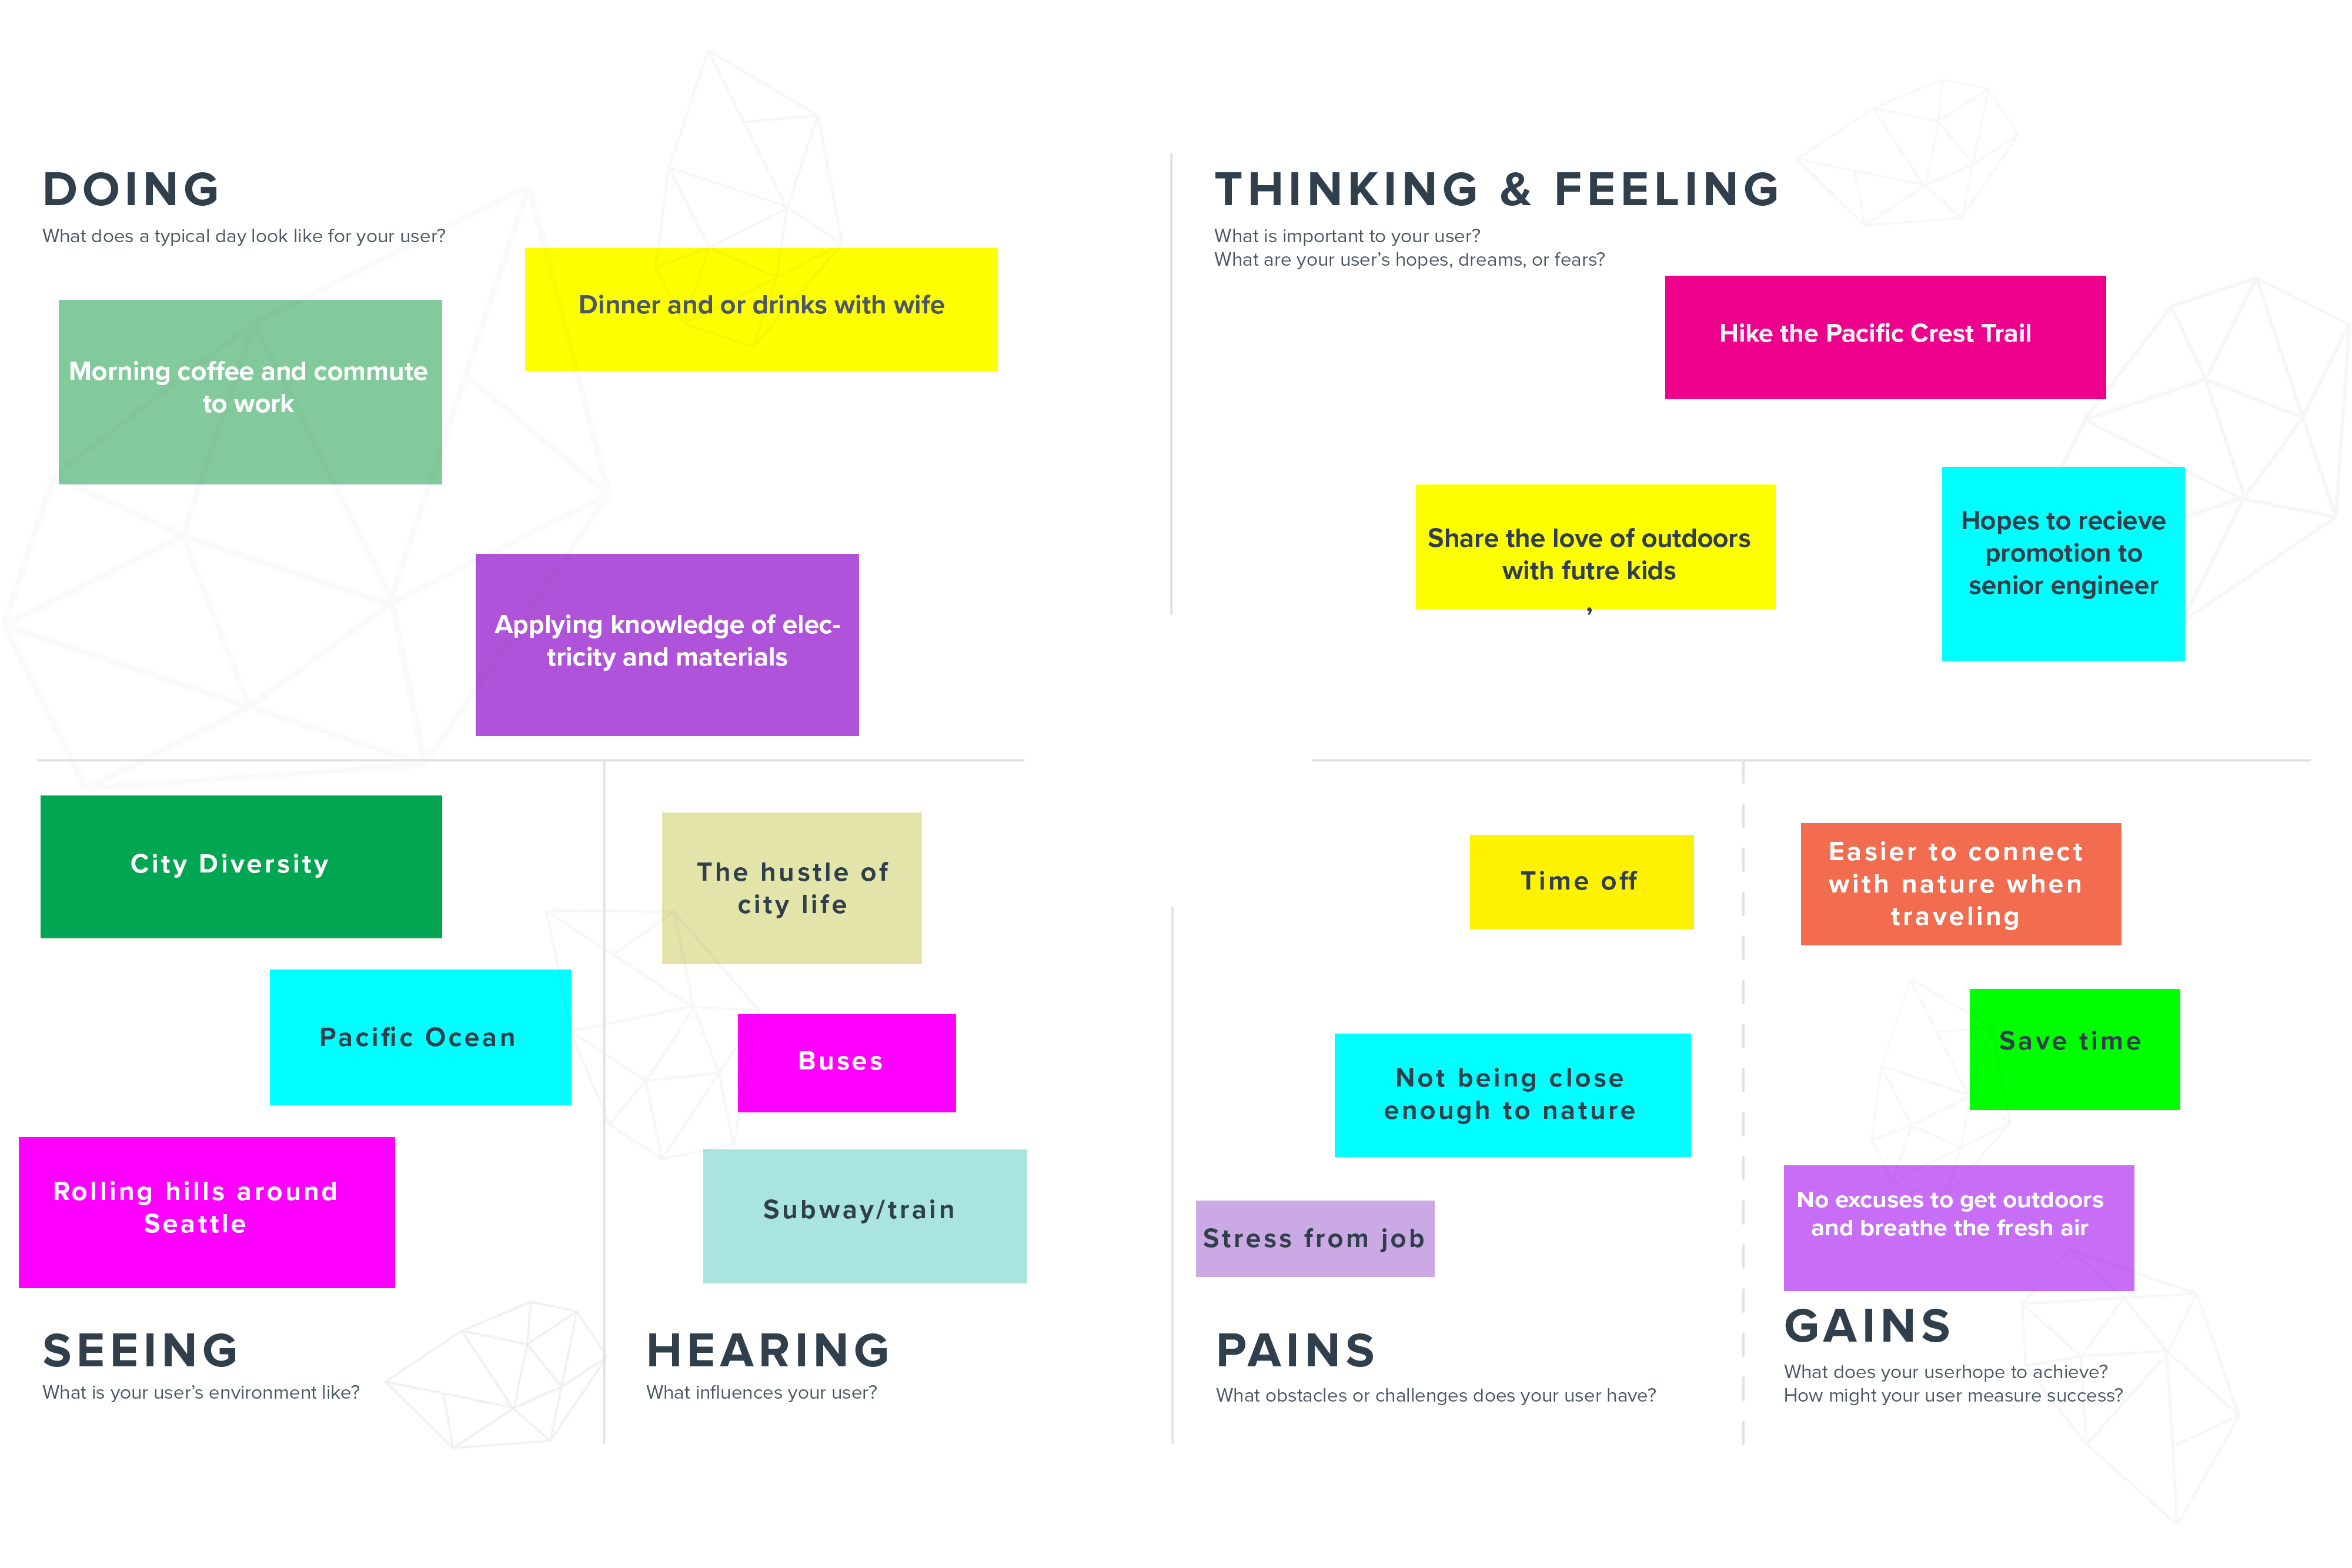 DOING
What does a typical day look like for your user?
Dinner and or drinks with wife
Morning coffee and commute
to work
Applying knowledge of elec-
tricity and materials
THINKING & FEELING
What is important to your user?
What are your user’s hopes, dreams, or fears?
Hike the Pacific Crest Trail
Share the love of outdoors
with futre kids
,
Hopes to recieve
promotion to
senior engineer
City Diversity
Pacific Ocean
Rolling hills around
Seattle
SEEING
What is your user’s environment like?
The hustle of
city life
Buses
Subway/train
HEARING
What influences your user?
Time off
Not being close
enough to nature
Stress from job
PAINS
What obstacles or challenges does your user have?
Easier to connect
with nature when
traveling
Save time
No excuses to get outdoors
and breathe the fresh air
GAINS
What does your userhope to achieve?
How might your user measure success?